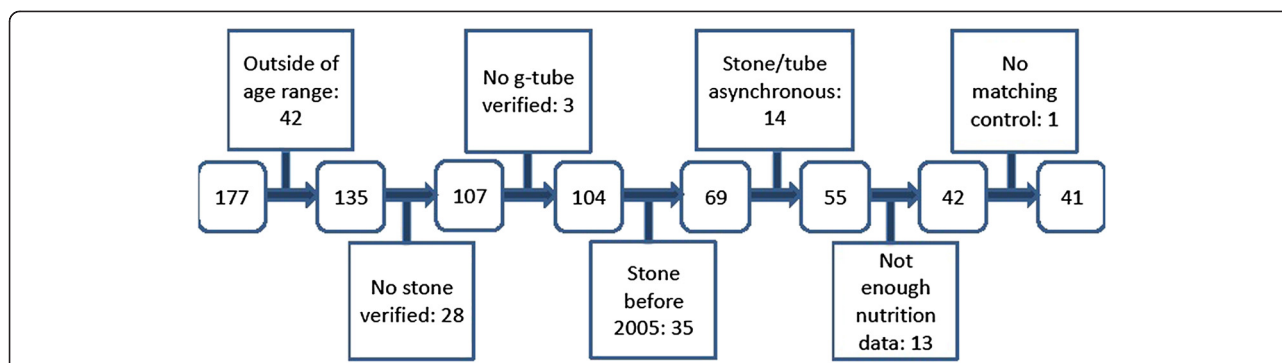 Outside of
age range:
42
No g-tube
verified: 3
Stone/tube
asynchronous:
14
No
matching
control: 1
177
135
107
104
69
55
42
41
No stone
verified: 28
Stone
before
2005: 35
Not
enough
nutrition
data: 13